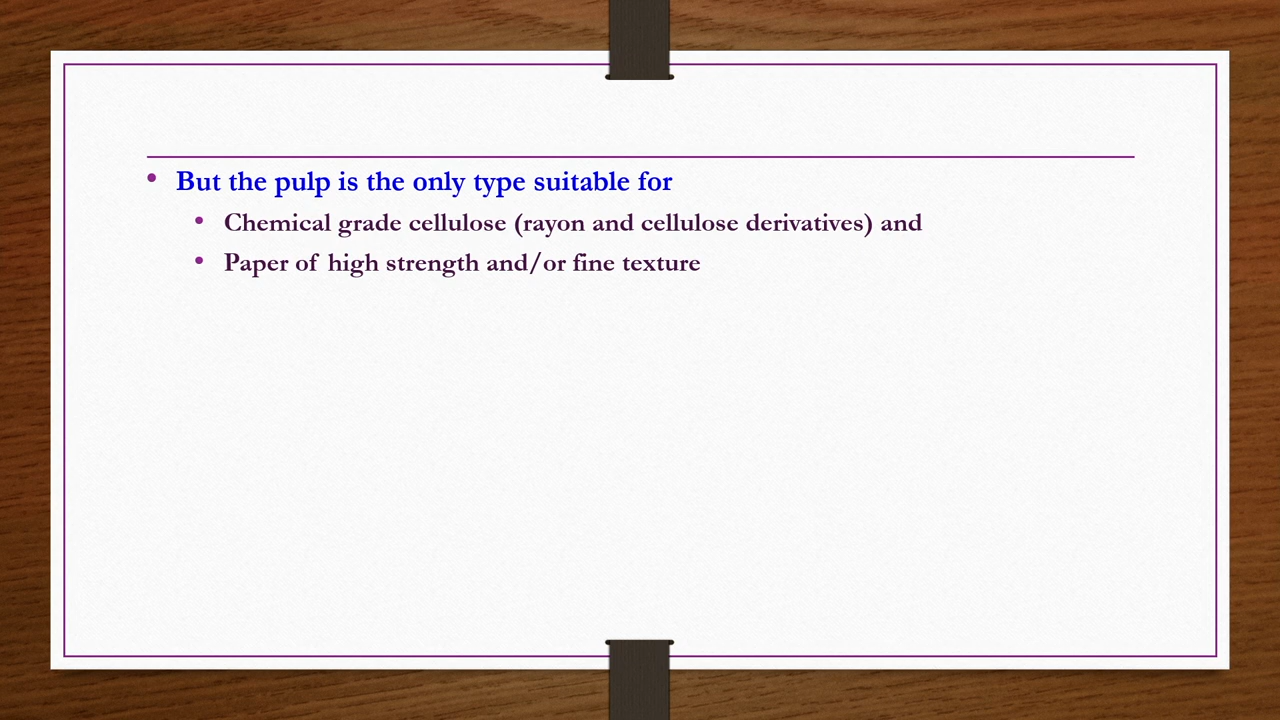 • But the pulp is the only type suitable for
• Chemical grade cellulose (rayon and cellulose derivatives) and
• Paper of high strength and/or fine texture